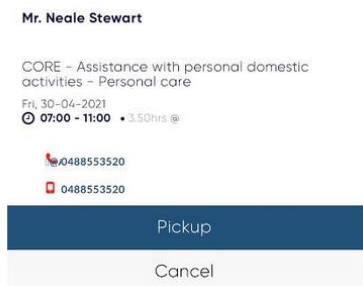 Mr. Neale Stewart
CORE - Assistance with personal domestic
activities - Personal care
Fri, 30-04-2021
07:00 - 11:00 • 3.50hrs @
0488553520
0488553520
Pickup
Cancel